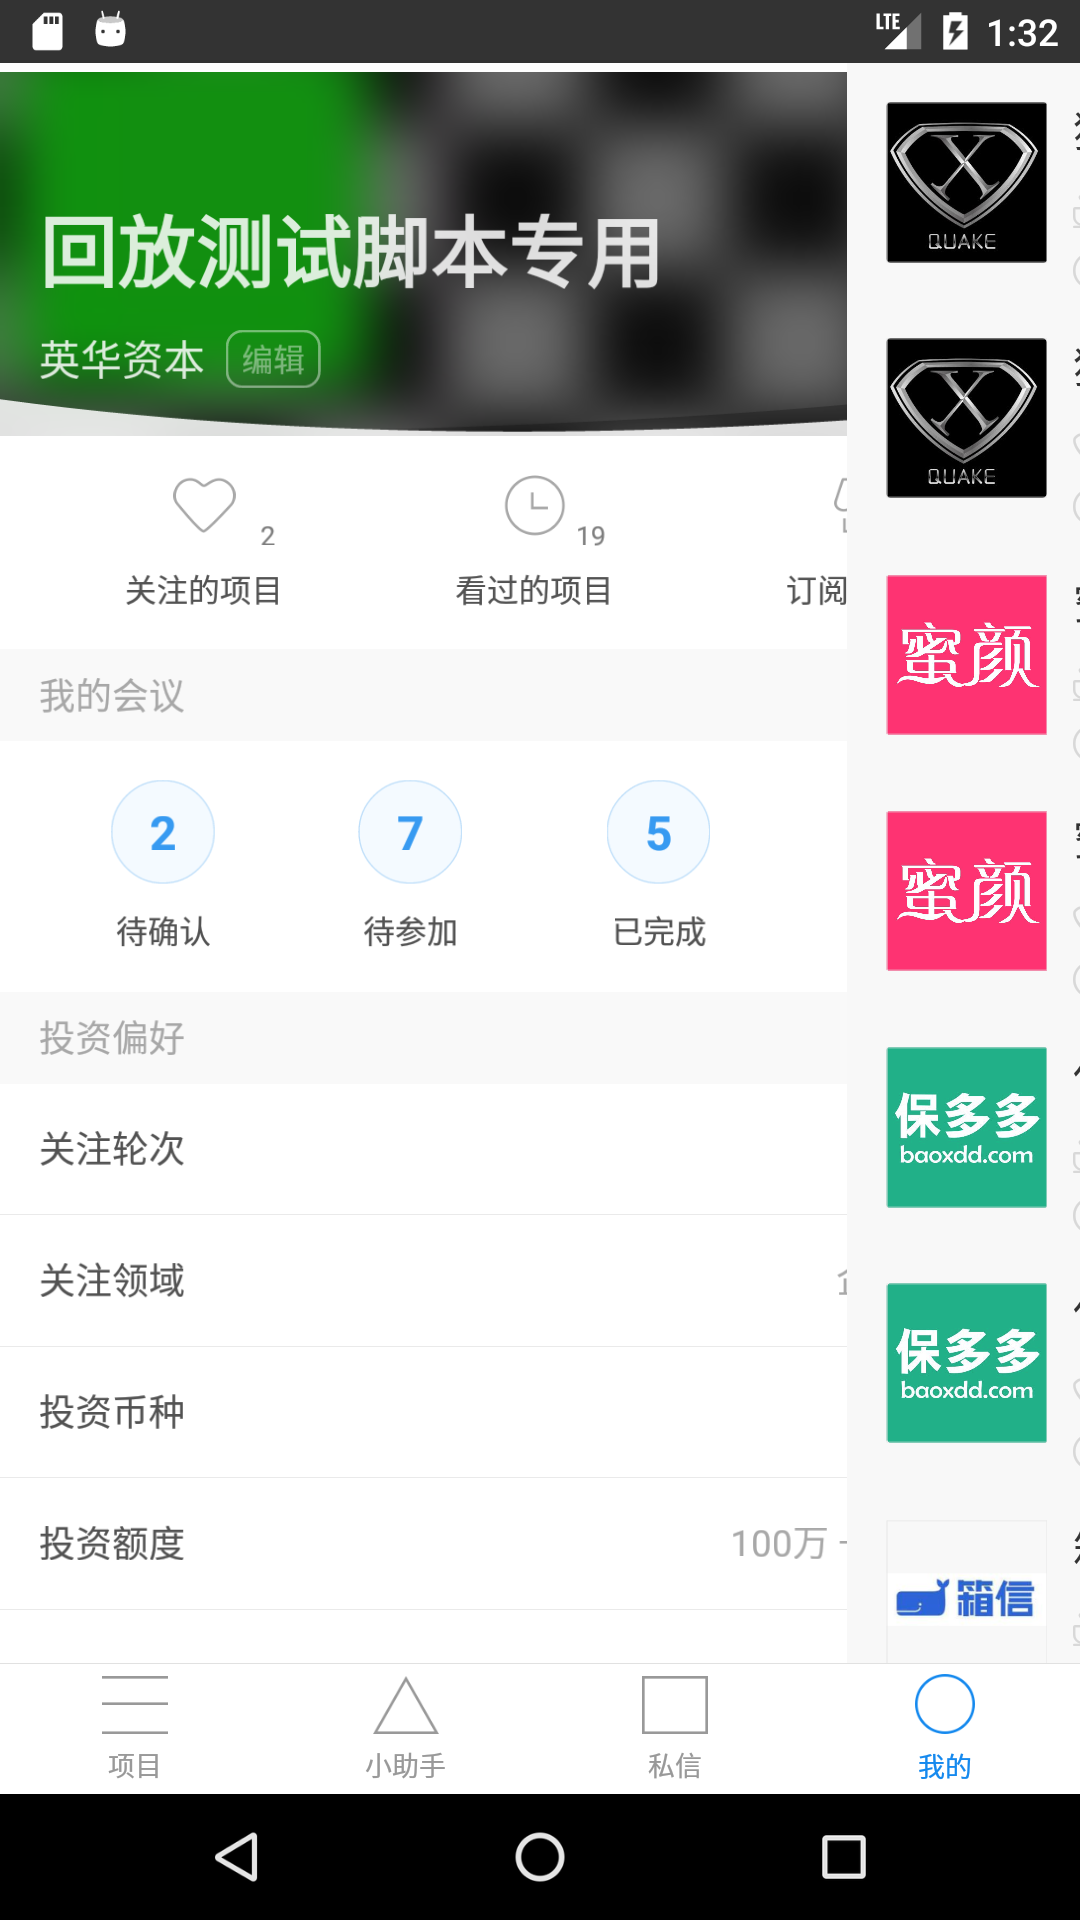 LTE 1:32
回放测试脚本专用
英华资本 编辑
2 19
关注的项目 看过的项目 订阅
我的会议
2 7 5
待确认 待参加 已完成
投资偏好
关注轮次
关注领域
投资币种
投资额度 100万 -
QUAKE
QUAKE
蜜颜
蜜颜
保多多
baoxdd.com
保多多
baoxdd.com
箱信
项目 小助手 私信 我的